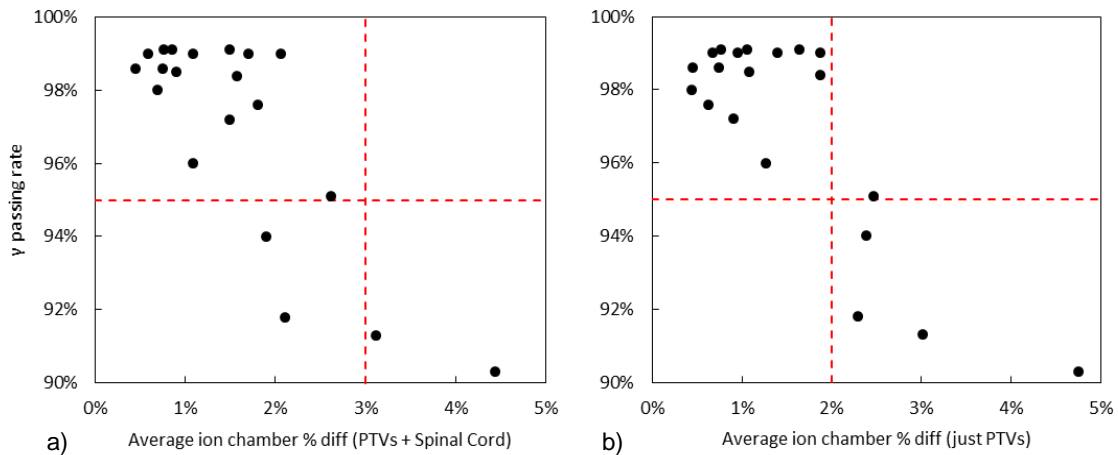 100%
98%
96%
94%
92%
90%
γ passing rate
0% 1% 2% 3% 4% 5%
a) Average ion chamber % diff (PTVs + Spinal Cord)
100%
98%
96%
94%
92%
90%
0% 1% 2% 3% 4% 5%
b) Average ion chamber % diff (just PTVs)